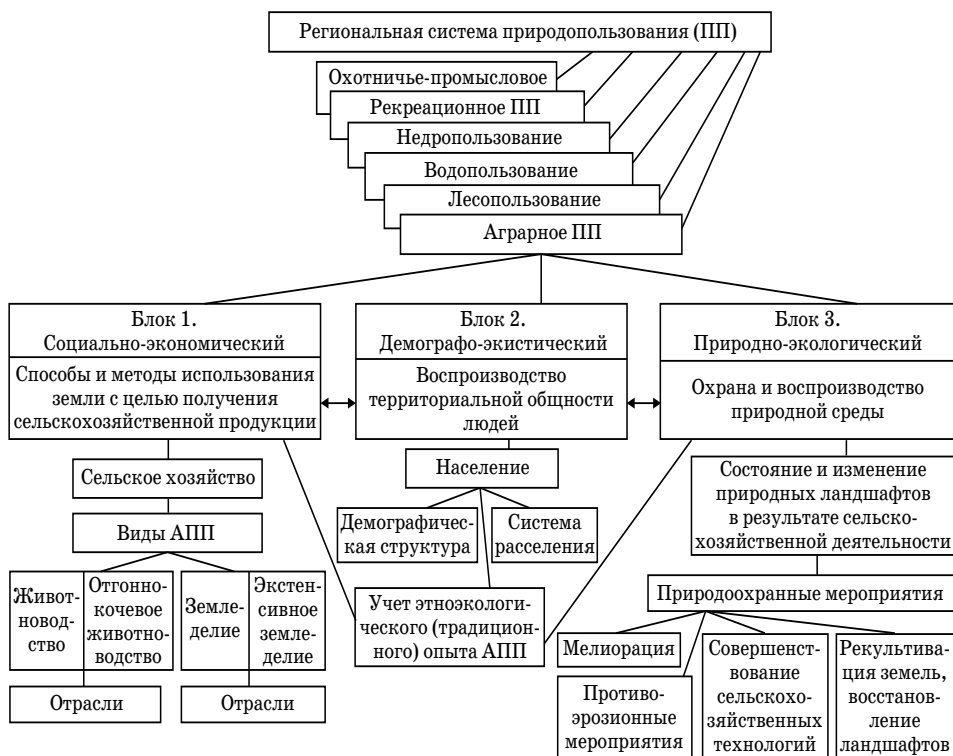 Региональная система природопользования (ПП)
Охотничье-промысловое
Рекреационное ПП
Недропользование
Водопользование
Лесопользование
Аграрное ПП
Блок 1.
Социально-экономический
Способы и методы использования
земли с целью получения
сельскохозяйственной продукции
Блок 2.
Демографо-экистический
Воспроизводство
территориальной общности
людей
Блок 3.
Природно-экологический
Охрана и воспроизводство
природной среды
Сельское хозяйство
Виды АПП
Живот-
новод-
ство
Отгонно-
кочевое
животно-
водство
Земле-
делие
Экстен-
сивное
земле-
делие
Отрасли
Отрасли
Население
Демографичес-
кая структура
Система
расселения
Учет этноэкологи-
ческого (традицион-
ного) опыта АПП
Состояние и изменение
природных ландшафтов
в результате сельско-
хозяйственной деятельности
Природоохранные мероприятия
Мелиорация
Противо-
эрозионные
мероприятия
Совершенст-
вование
сельскохо-
зяйственных
технологий
Рекультива-
ция земель,
восстанов-
ление
ландшафтов